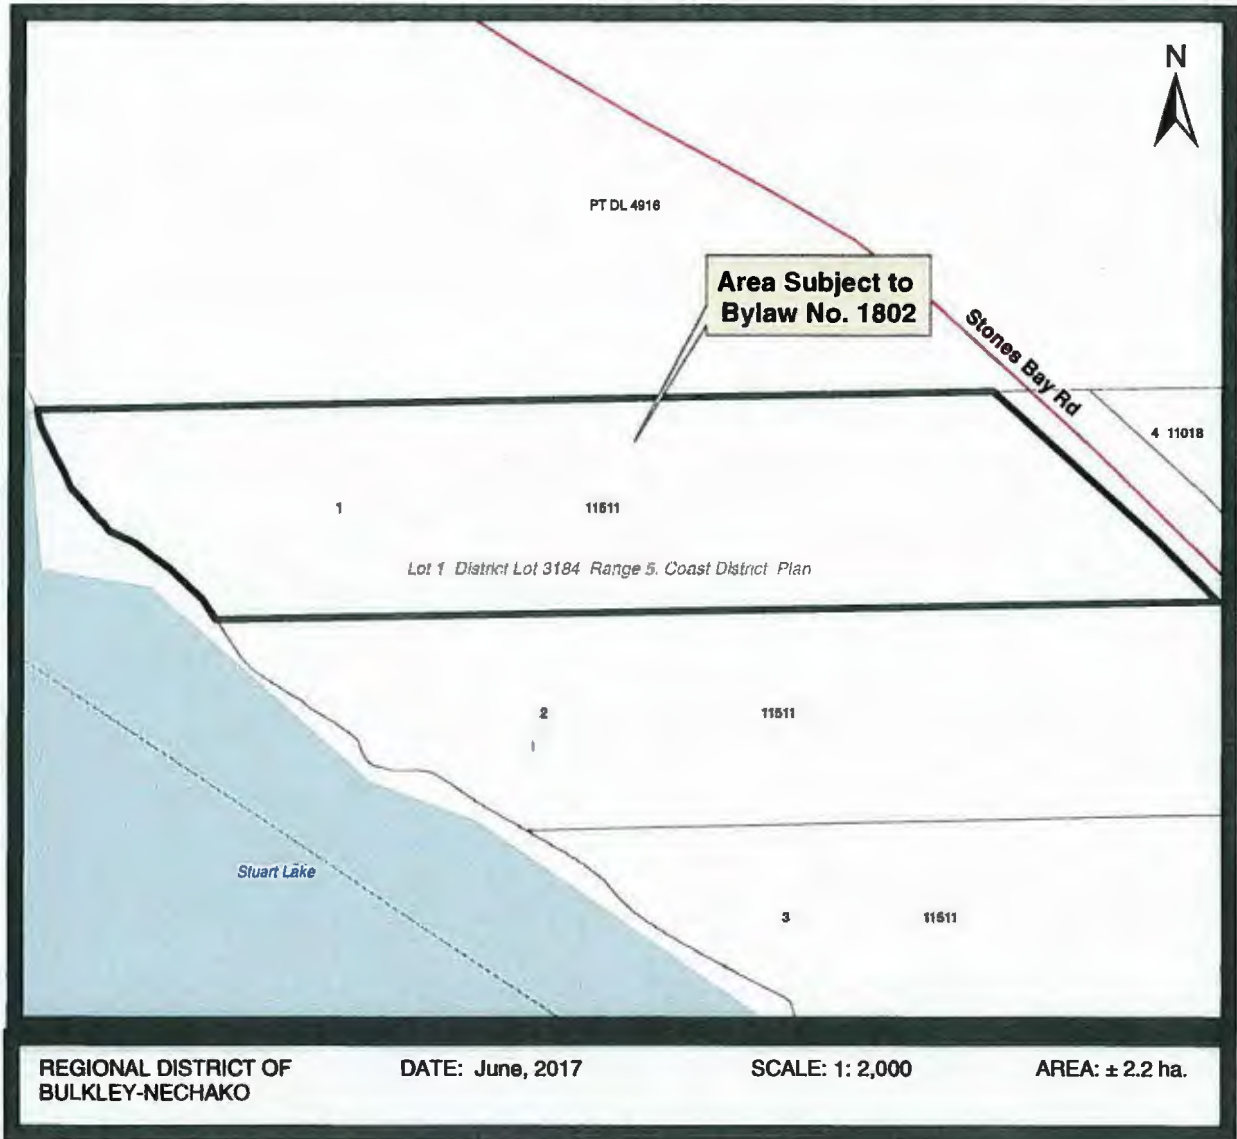 N
PT DL 4916
Area Subject to
Bylaw No. 1802
Stones Bay Rd
4 11018
1 11511
Lot 1 District Lot 3184 Range 5. Coast District Plan
2 11511
Stuart Lake
3 11511
REGIONAL DISTRICT OF
BULKLEY-NECHAKO
DATE: June, 2017
SCALE: 1: 2,000
AREA: ± 2.2 ha.